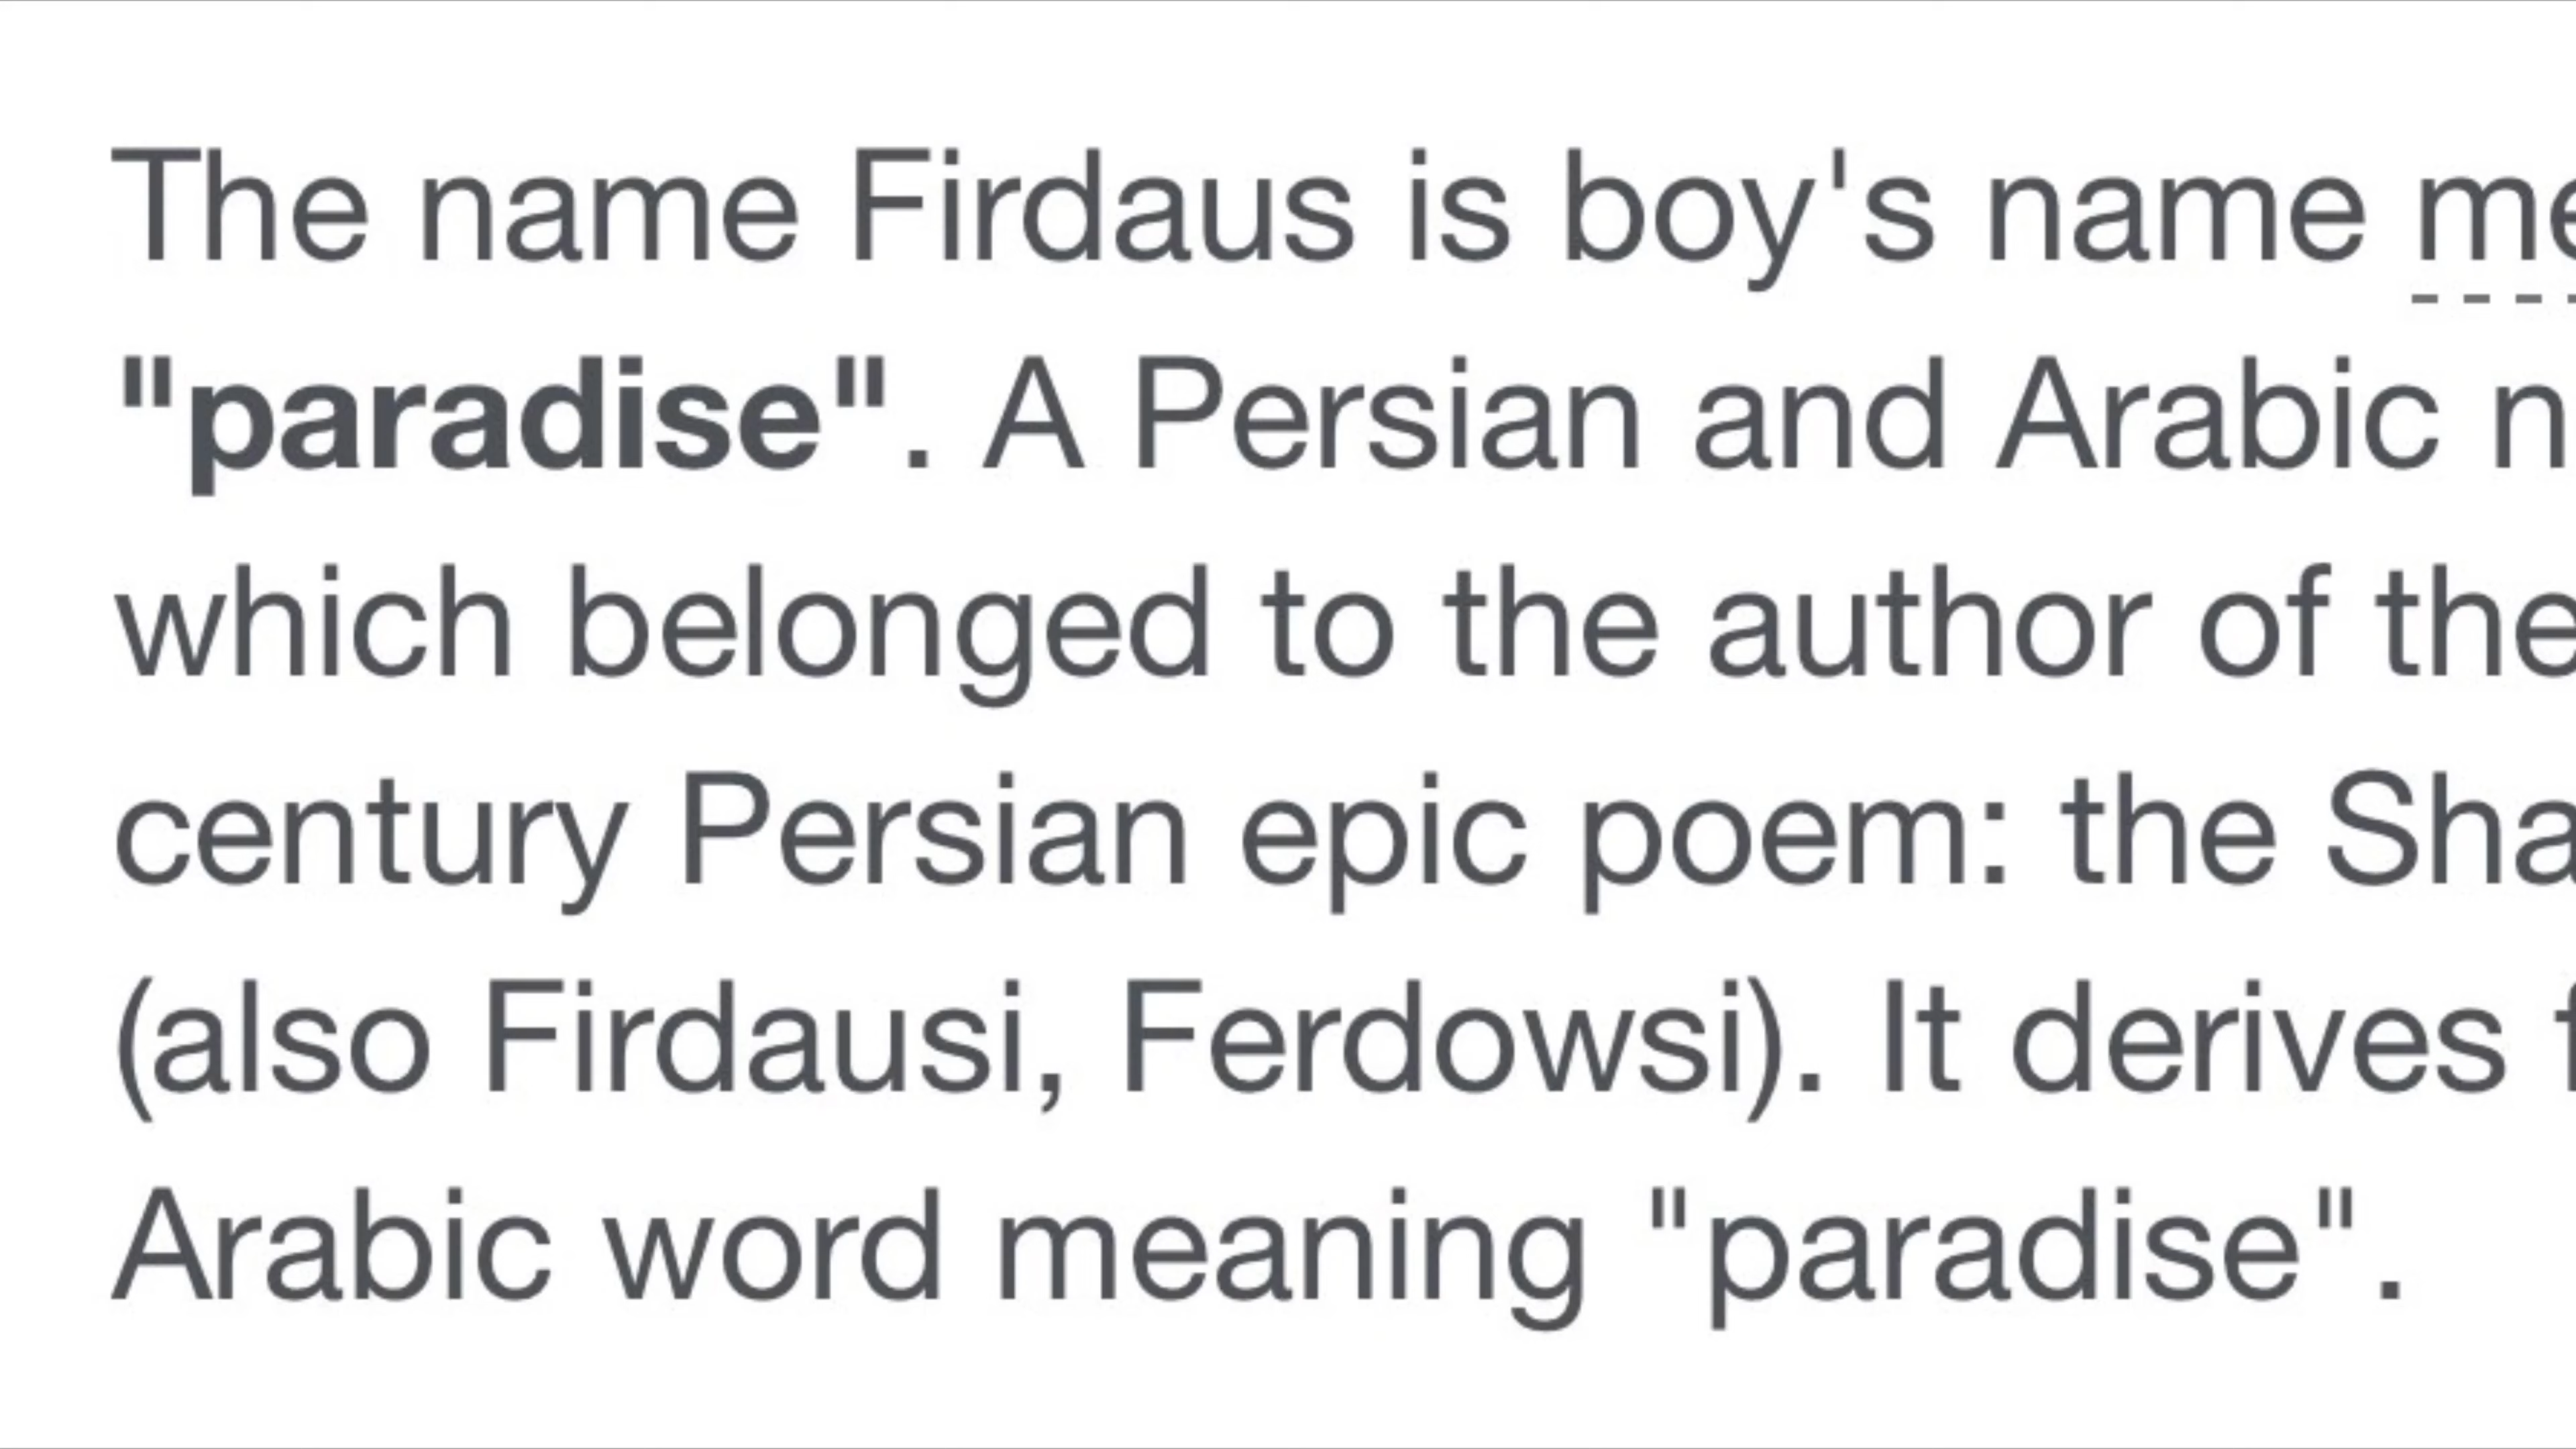 The name Firdaus is boy's name
"paradise". A Persian and Arabic
which belonged to the author of the
century Persian epic poem: the
(also Firdausi, Ferdowsi). It derives
Arabic word meaning "paradise".